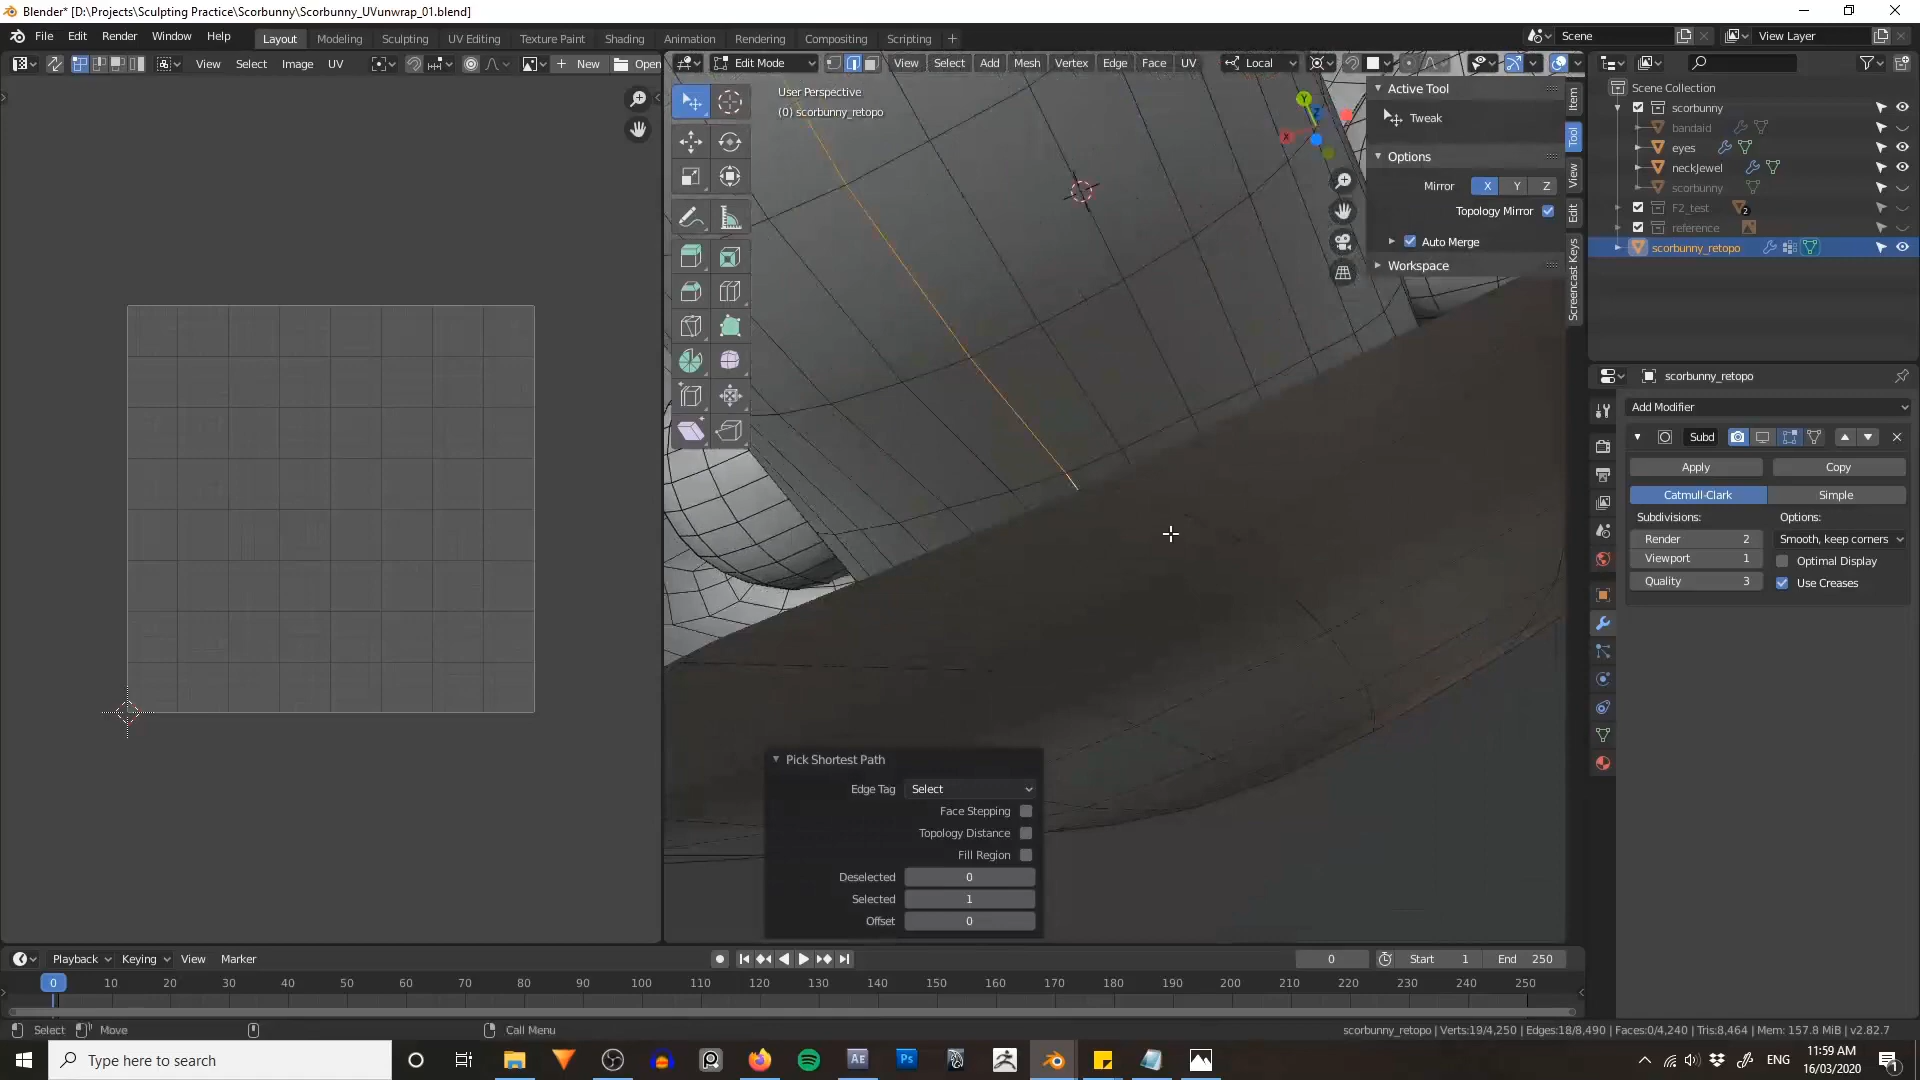 Blender* [D:\Projects\Sculpting Practice\Scorbunny\Scorbunny_UVunwrap_01.blend]
File Edit Render Window Help Layout Modeling Sculpting UV Editing Texture Paint Shading Animation Rendering Compositing Scripting + Scene View Layer
View Select Image UV New Open
Edit Mode View Select Add Mesh Vertex Edge Face UV Local
User Perspective
(0) scorbunny_retopo
Y
Z
X
Active Tool
Tweak
Options
Mirror X Y Z
Topology Mirror
Auto Merge
Workspace
Item
Tool
View
Edit
Screencast Keys
Scene Collection
scorbunny
bandaid
eyes
neckJewel
scorbunny
F2_test 2
reference
scorbunny_retopo
scorbunny_retopo
Add Modifier
Subd
Apply Copy
Catmull-Clark Simple
Subdivisions: Options:
Render 2 Smooth, keep corners
Viewport 1 Optimal Display
Quality 3 Use Creases
Pick Shortest Path
Edge Tag Select
Face Stepping
Topology Distance
Fill Region
Deselected 0
Selected 1
Offset 0
Playback Keying View Marker 0 Start 1 End 250
0 10 20 30 40 50 60 70 80 90 100 110 120 130 140 150 160 170 180 190 200 210 220 230 240 250
Select Move Call Menu scorbunny_retopo | Verts:19/4,250 | Edges:18/8,490 | Faces:0/4,240 | Tris:8,464 | Mem: 157.8 MiB | v2.82.7
Type here to search
AE Ps
ENG
11:59 AM
16/03/2020
1